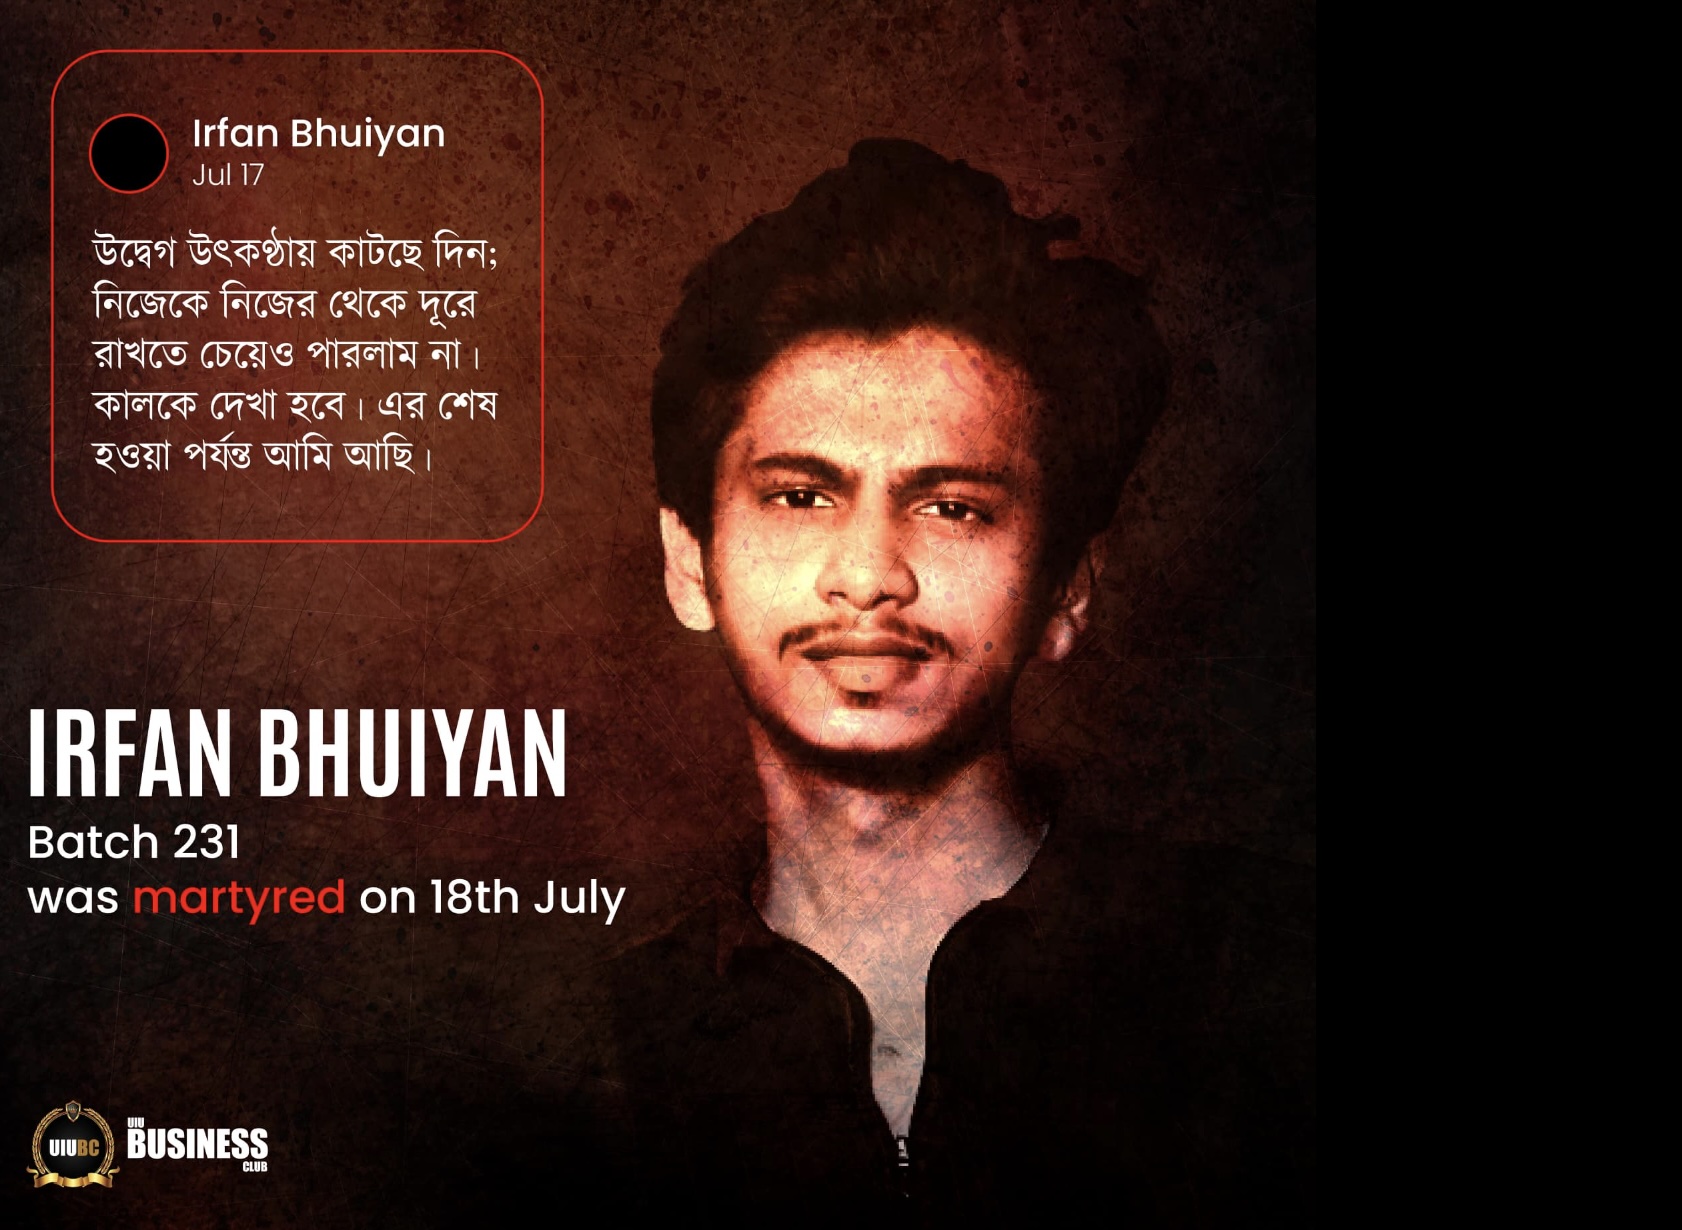 Irfan Bhuiyan
Jul 17
উদ্বেগ উৎকণ্ঠায় কাটছে দিন;
নিজেকে নিজের থেকে দূরে
রাখতে চেয়েও পারলাম না।
কালকে দেখা হবে। এর শেষ
হওয়া পর্যন্ত আমি আছি।
IRFAN BHUIYAN
Batch 231
was martyred on 18th July
UIUBC
UIU
BUSINESS
CLUB